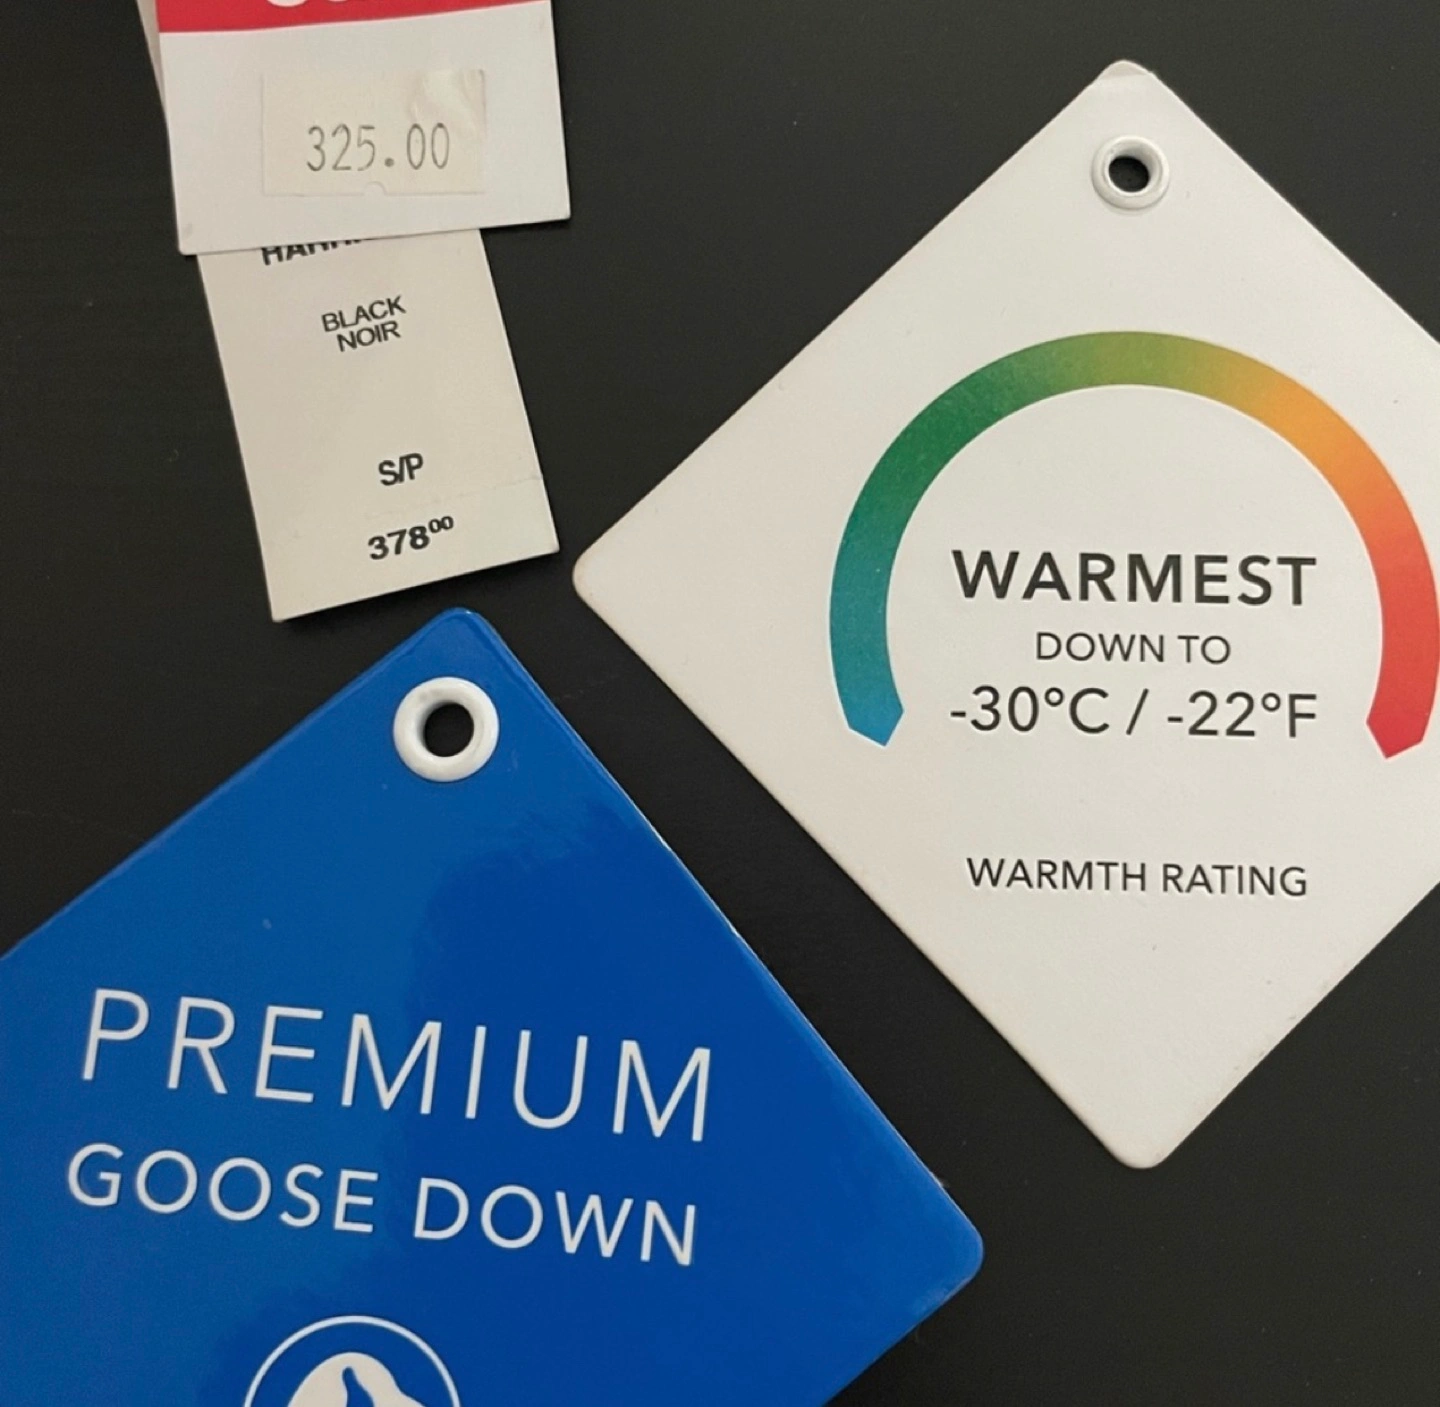 325.00
BLACK
NOIR
S/P
378⁰⁰
WARMEST
DOWN TO
-30°C / -22°F
WARMTH RATING
PREMIUM
GOOSE DOWN